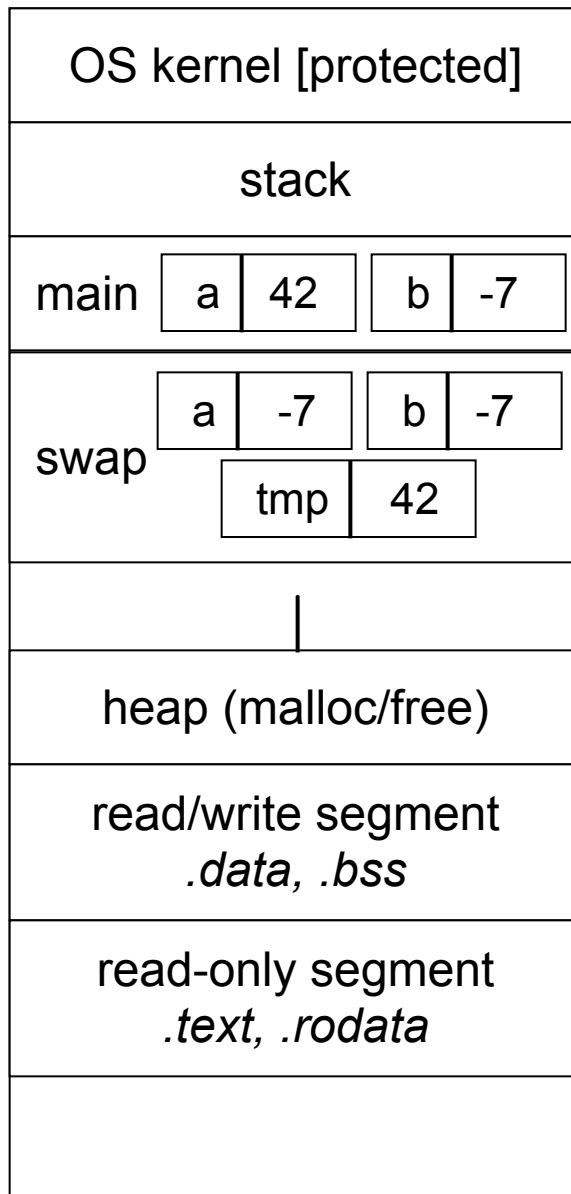 OS kernel [protected]
stack
main a 42 b -7
a -7 b -7
swap
tmp 42
heap (malloc/free)
read/write segment
.data, .bss
read-only segment
.text, .rodata